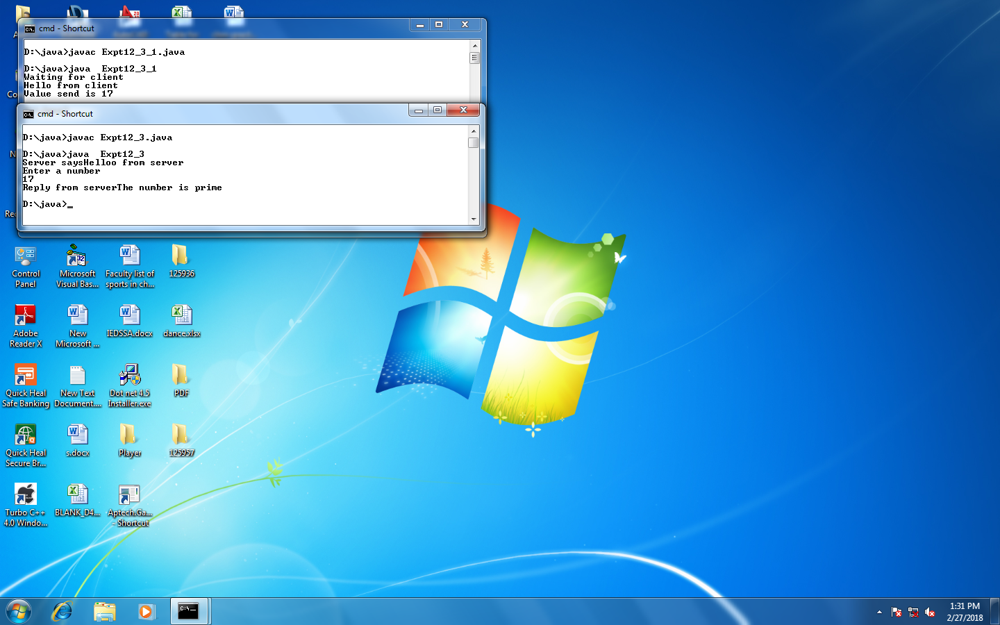 cmd - Shortcut
D:\java>javac Expt12_3_1.java
D:\java>java  Expt12_3_1
Waiting for client
Hello from client
Value send is 17
cmd - Shortcut
D:\java>javac Expt12_3.java
D:\java>java  Expt12_3
Server saysHelloo from server
Enter a number
17
Reply from serverThe number is prime
D:\java>
Control
Panel
Microsoft
Visual Bas...
Faculty list of
sports in ch...
125936
Adobe
Reader X
New
Microsoft ...
IEDSSA.docx
dance.xlsx
Quick Heal
Safe Banking
New Text
Document....
Dot net 4.5
Installer.exe
PDF
Quick Heal
Secure Br...
s.docx
Player
125957
Turbo C++
4.0 Windo...
BLANK_D4...
Aptech.Ga...
- Shortcut
1:31 PM
2/27/2018